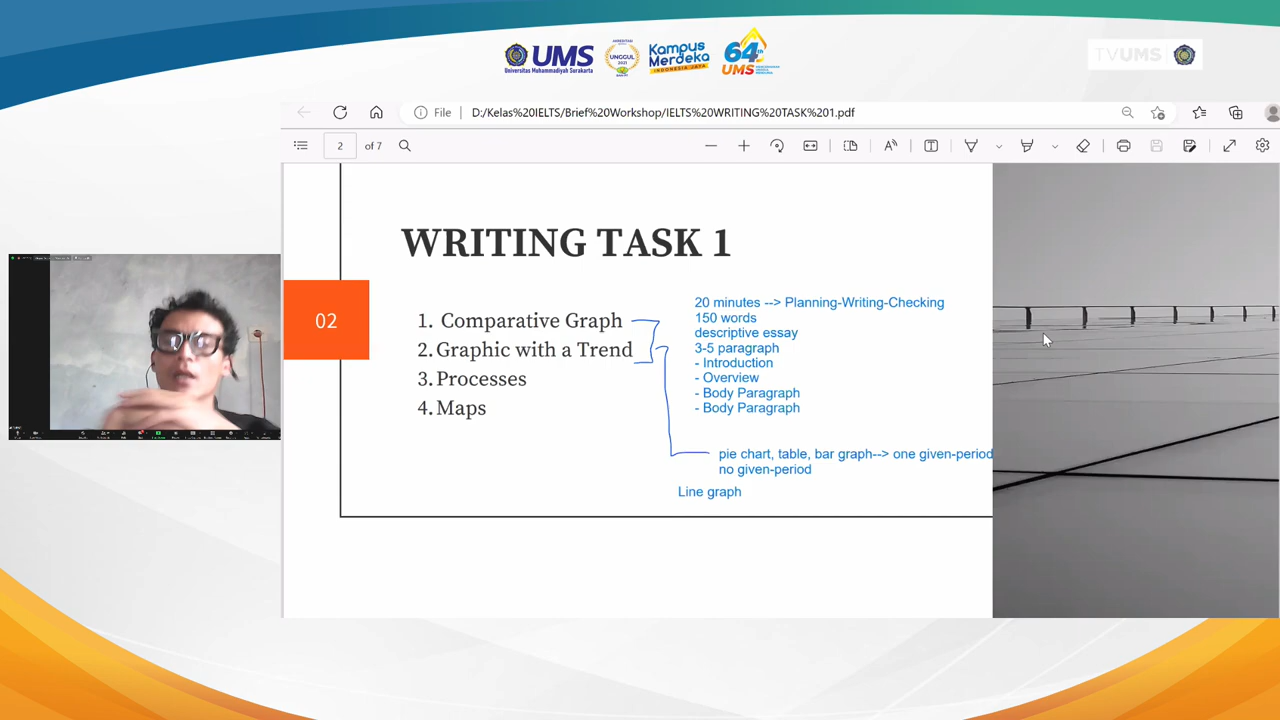 UMS
Universitas Muhammadiyah Surakarta
AKREDITASI
UNGGUL
2021
Kampus
Merdeka
INDONESIA JAYA
64th
UMS
TVUMS
File
D:/Kelas%20IELTS/Brief%20Workshop/IELTS%20WRITING%20TASK%201.pdf
2
of 7
WRITING TASK 1
02
1. Comparative Graph
2. Graphic with a Trend
3. Processes
4. Maps
20 minutes --> Planning-Writing-Checking
150 words
descriptive essay
3-5 paragraph
- Introduction
- Overview
- Body Paragraph
- Body Paragraph
pie chart, table, bar graph--> one given-period
no given-period
Line graph